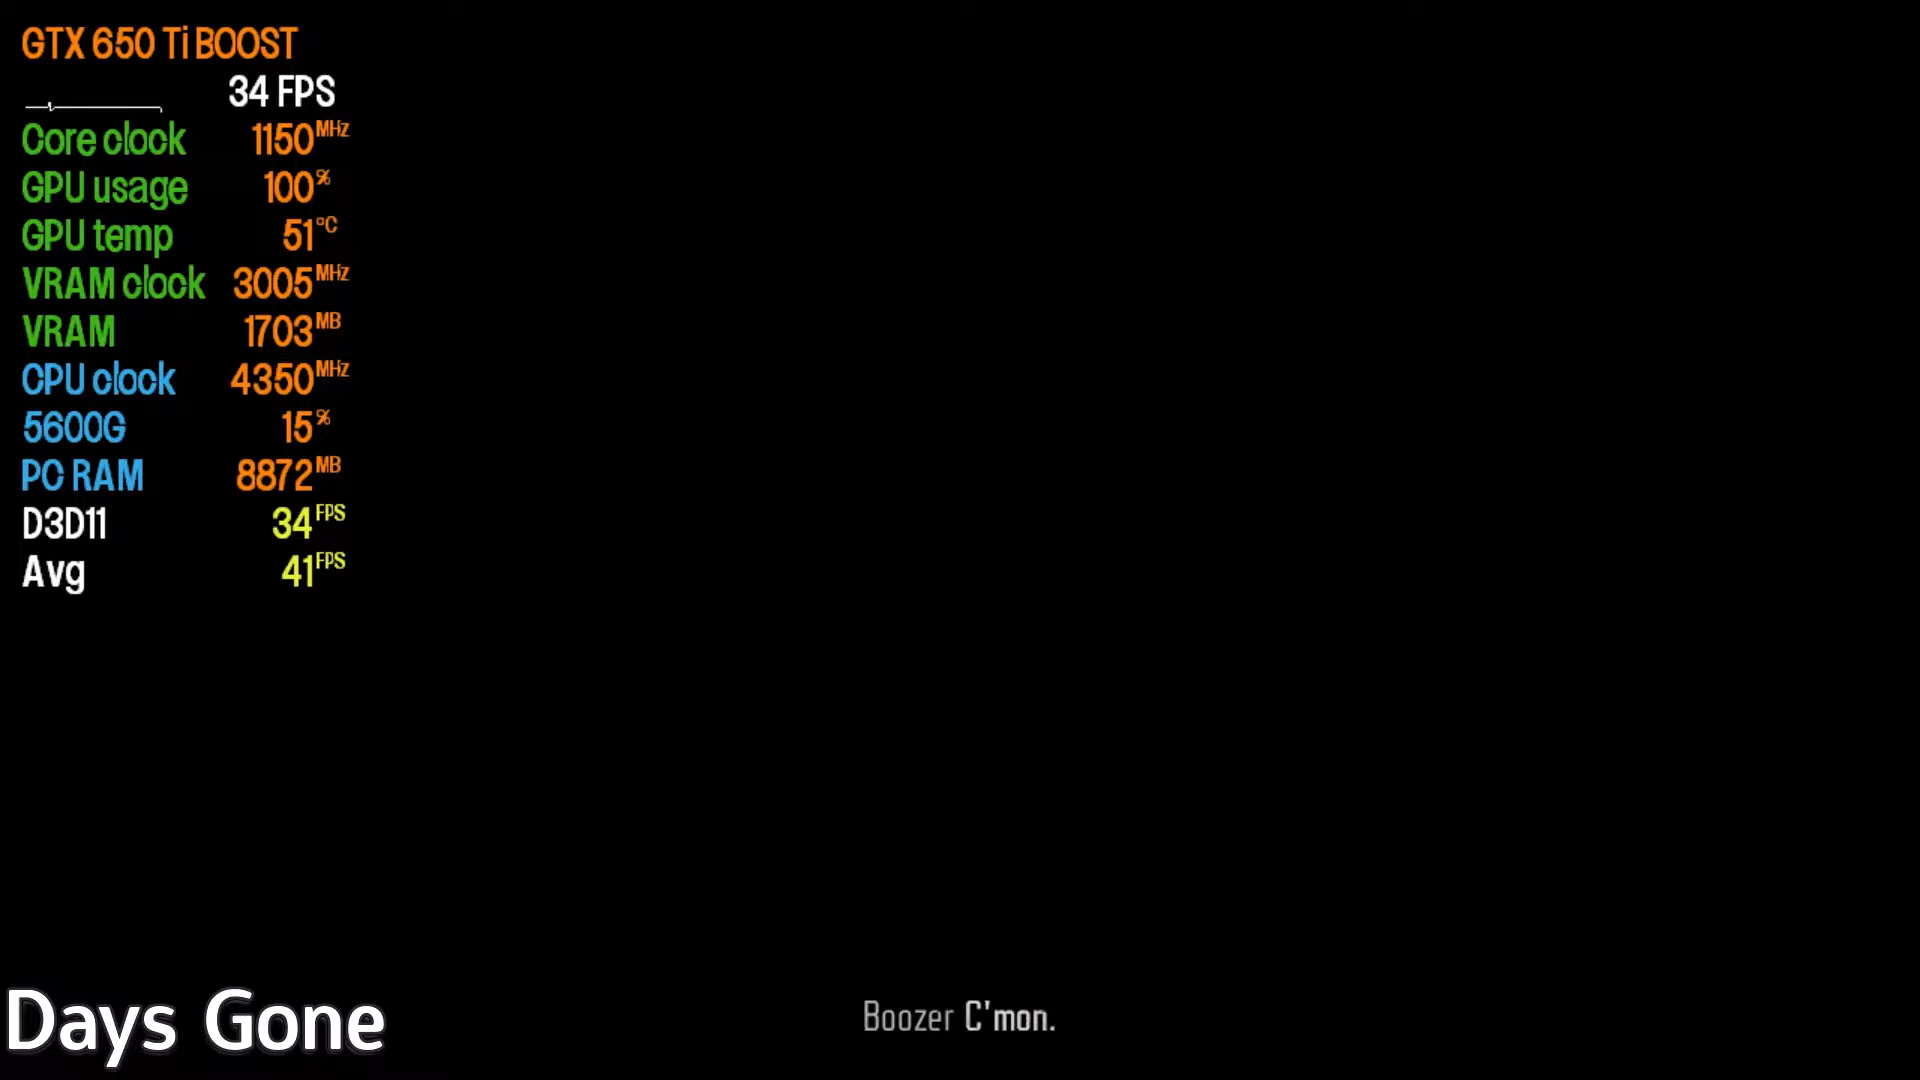 GTX 650 Ti BOOST
34 FPS
Core clock 1150 MHz
GPU usage 100 %
GPU temp 51 °C
VRAM clock 3005 MHz
VRAM 1703 MB
CPU clock 4350 MHz
5600G 15 %
PC RAM 8872 MB
D3D11 34 FPS
Avg 41 FPS
Boozer C'mon.
Days Gone